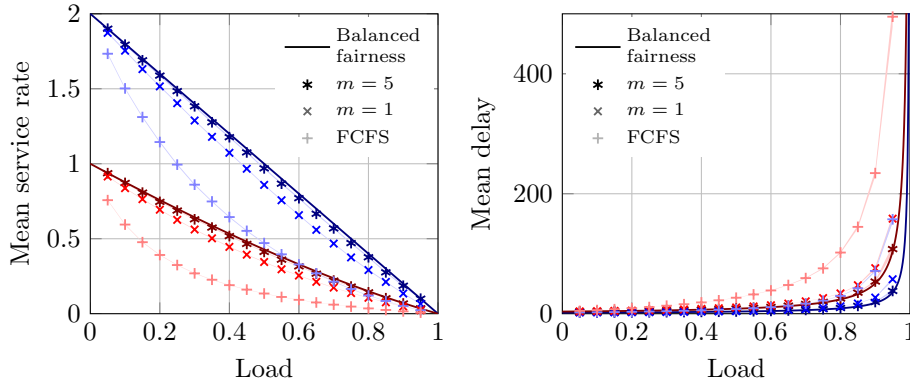 2
1.5
1
0.5
0
0 0.2 0.4 0.6 0.8 1
Load
Mean service rate
Balanced
fairness
m = 5
m = 1
FCFS
400
200
0
0 0.2 0.4 0.6 0.8 1
Load
Mean delay
Balanced
fairness
m = 5
m = 1
FCFS